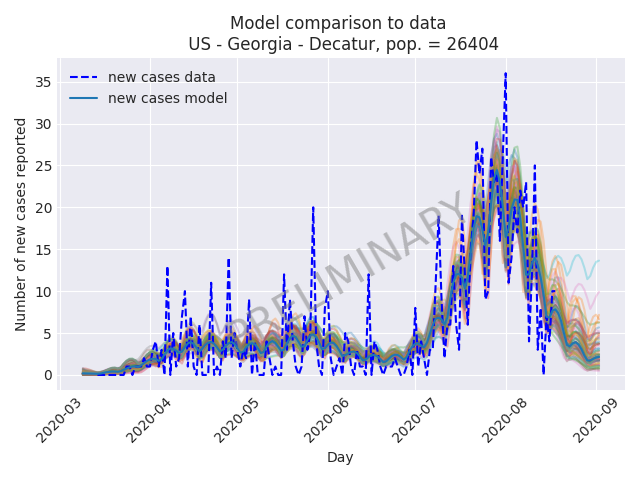 Model comparison to data
US - Georgia - Decatur, pop. = 26404
new cases data
new cases model
Number of new cases reported
35
30
25
20
15
10
5
0
PRELIMINARY
2020-03
2020-04
2020-05
2020-06
2020-07
2020-08
2020-09
Day